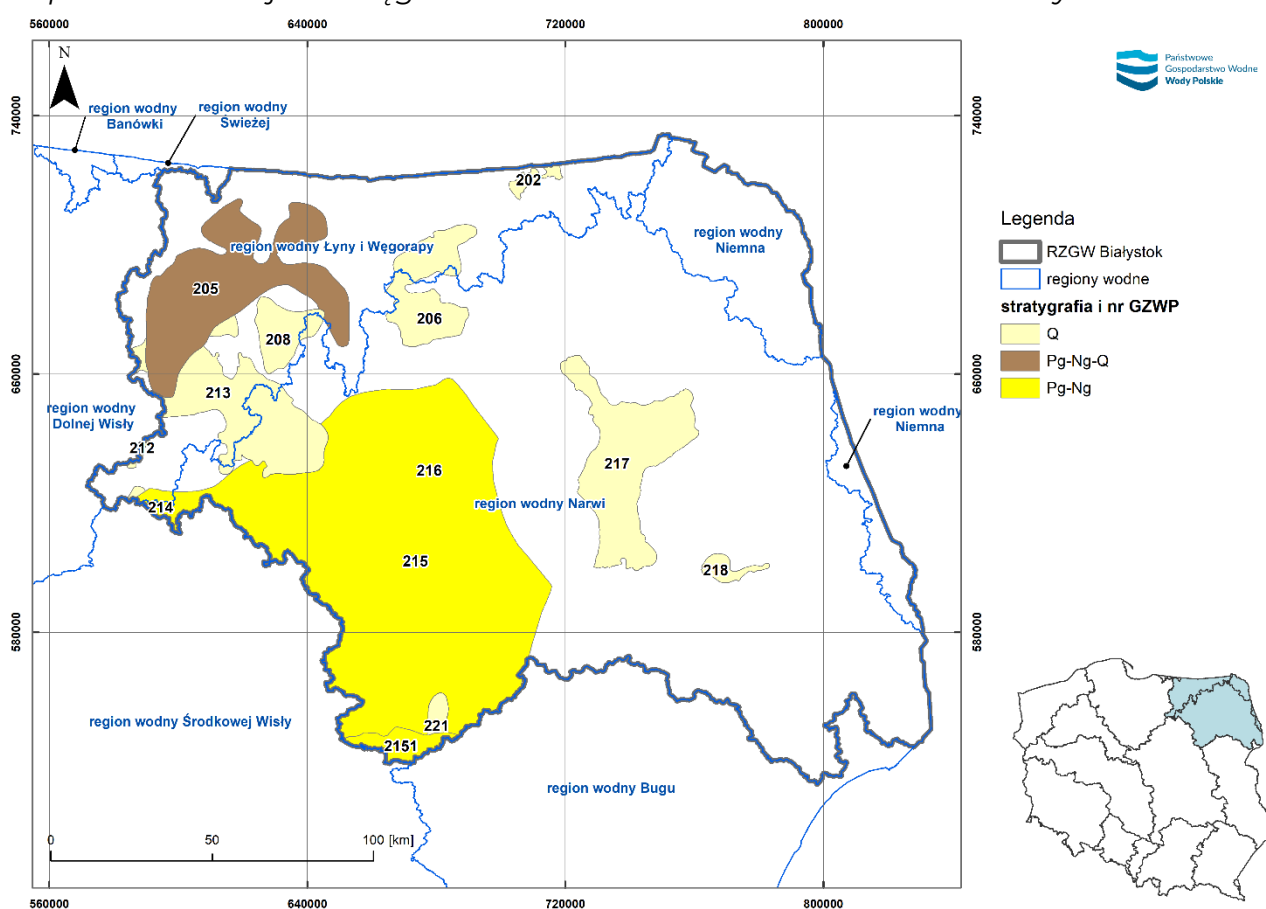 560000 640000 720000 800000
N
Państwowe
Gospodarstwo Wodne
Wody Polskie
region wodny
Banówki
region wodny
Świeżej
740000
740000
202
region wodny Łyny i Węgorapy
region wodny
Niemna
Legenda
RZGW Białystok
regiony wodne
stratygrafia i nr GZWP
Q
Pg-Ng-Q
Pg-Ng
205
206
208
660000
660000
213
region wodny
Dolnej Wisły
region wodny
Niemna
212
216
217
214
region wodny Narwi
215
218
580000
580000
region wodny Środkowej Wisły
221
2151
region wodny Bugu
0 50 100 [km]
560000 640000 720000 800000